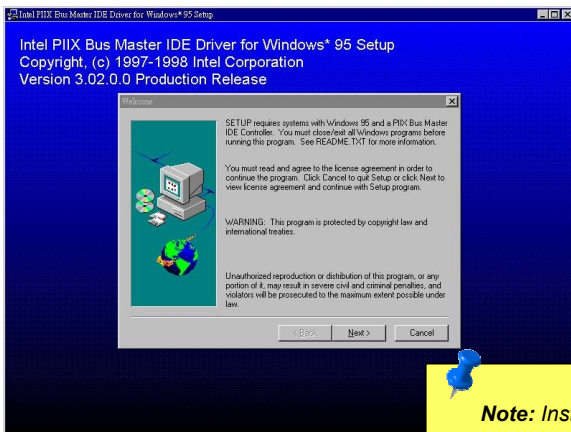 Intel PIIX Bus Master IDE Driver for Windows* 95 Setup
Intel PIIX Bus Master IDE Driver for Windows* 95 Setup
Copyright, (c) 1997-1998 Intel Corporation
Version 3.02.0.0 Production Release
Welcome
SETUP requires systems with Windows 95 and a PIIX Bus Master
IDE Controller. You must close/exit all Windows programs before
running this program. See README.TXT for more information.
You must read and agree to the license agreement in order to
continue the program. Click Cancel to quit Setup or click Next to
view license agreement and continue with Setup program.
WARNING: This program is protected by copyright law and
international treaties.
Unauthorized reproduction or distribution of this program, or any
portion of it, may result in severe civil and criminal penalties, and
violators will be prosecuted to the maximum extent possible under
law.
< Back
Next >
Cancel
Note: